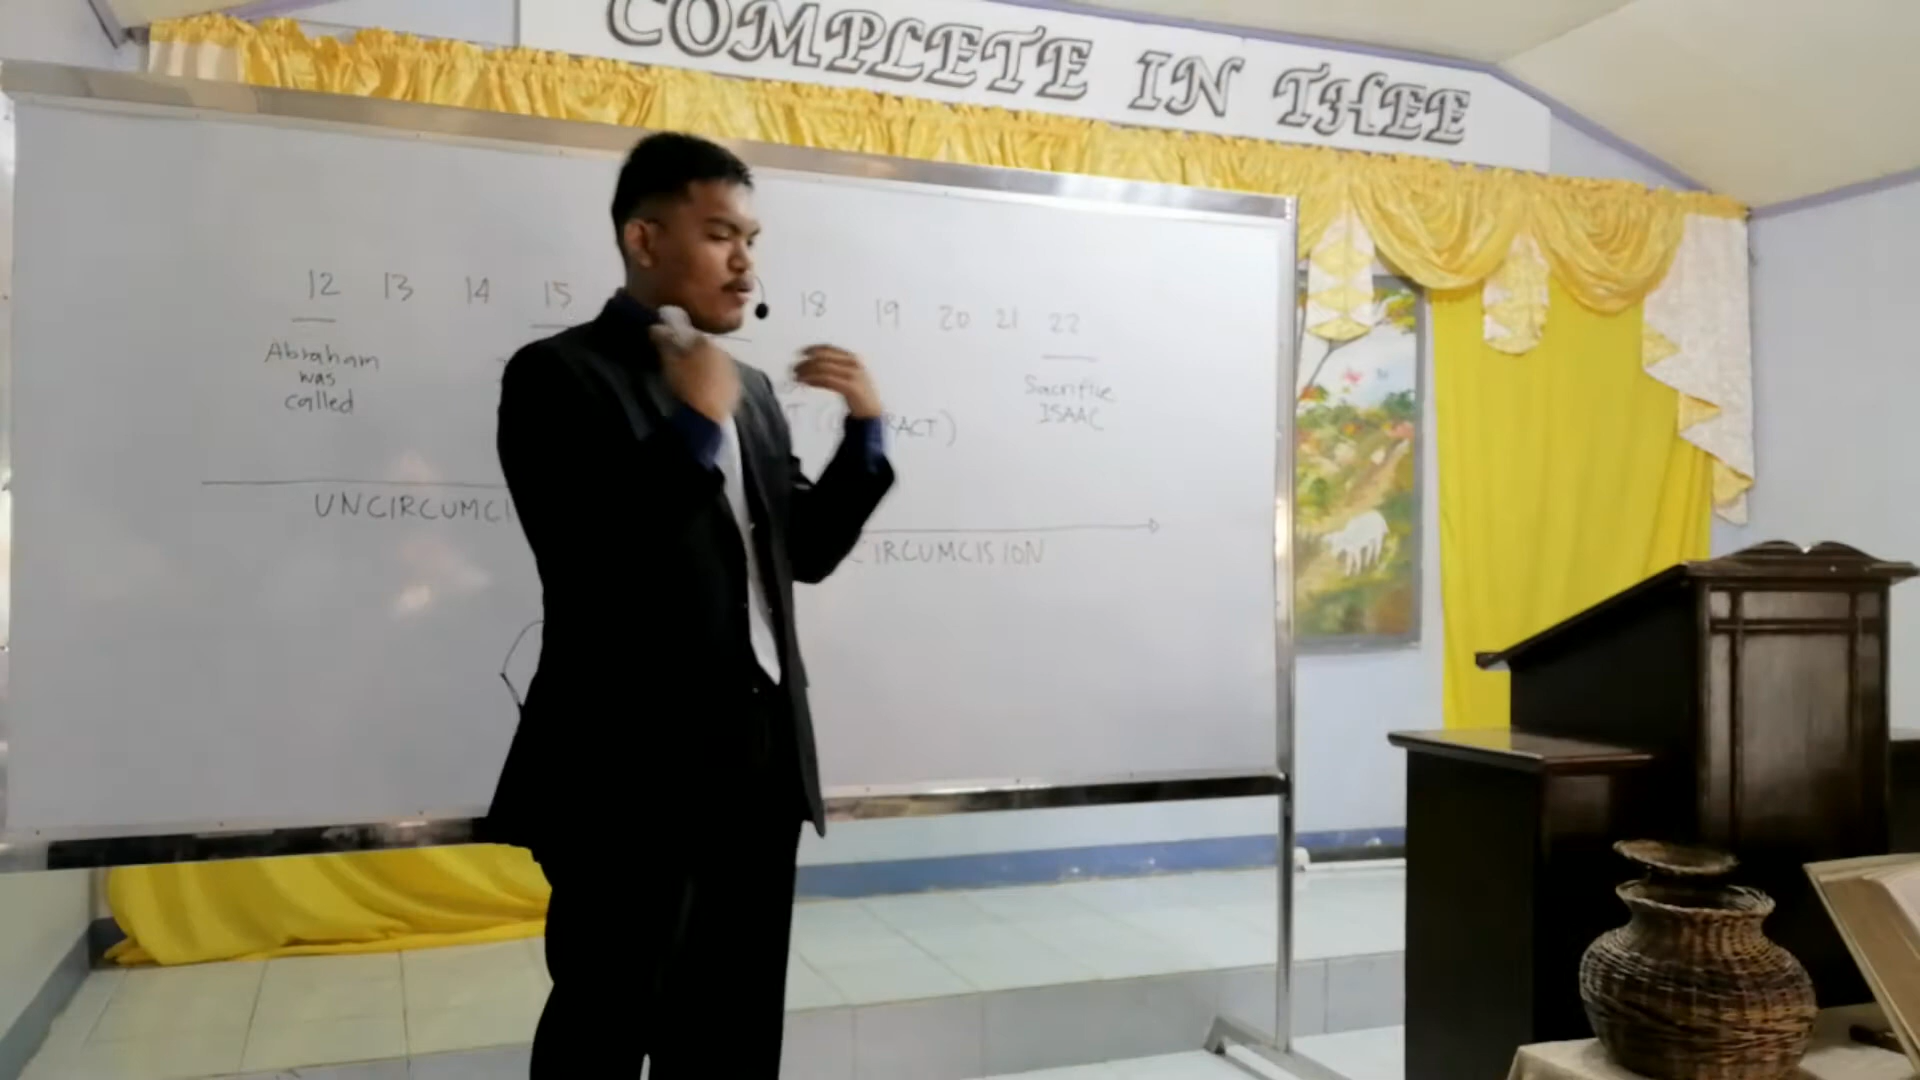 COMPLETE IN THEE
12 13 14 15 18 19 20 21 22
Abraham
was
called
Sacrifice
ISAAC
UNCIRCUMCI
CIRCUMCISION